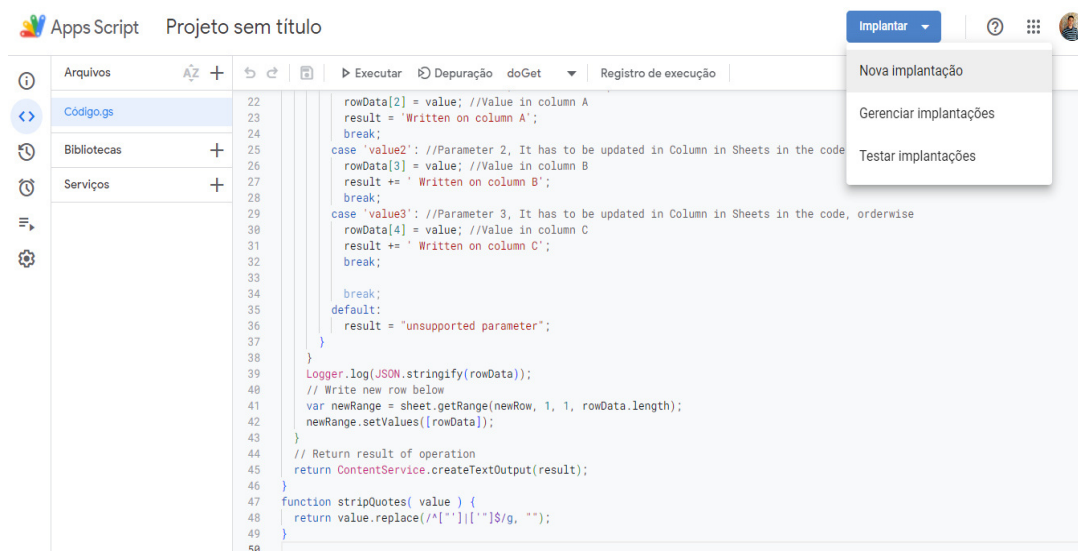 Apps Script Projeto sem título Implantar
Arquivos AZ Executar Depuração doGet Registro de execução Nova implantação
Código.gs
Gerenciar implantações
Bibliotecas
Testar implantações
Serviços
22 rowData[2] = value; //Value in column A
23 result = 'Written on column A';
24 break;
25 case 'value2': //Parameter 2, It has to be updated in Column in Sheets in the code
26 rowData[3] = value; //Value in column B
27 result += ' Written on column B';
28 break;
29 case 'value3': //Parameter 3, It has to be updated in Column in Sheets in the code, orderwise
30 rowData[4] = value; //Value in column C
31 result += ' Written on column C';
32 break;
33
34 break;
35 default:
36 result = "unsupported parameter";
37 }
38 }
39 Logger.log(JSON.stringify(rowData));
40 // Write new row below
41 var newRange = sheet.getRange(newRow, 1, 1, rowData.length);
42 newRange.setValues([rowData]);
43 }
44 // Return result of operation
45 return ContentService.createTextOutput(result);
46 }
47 function stripQuotes( value ) {
48 return value.replace(/^["']|['"]$/g, "");
49 }
50